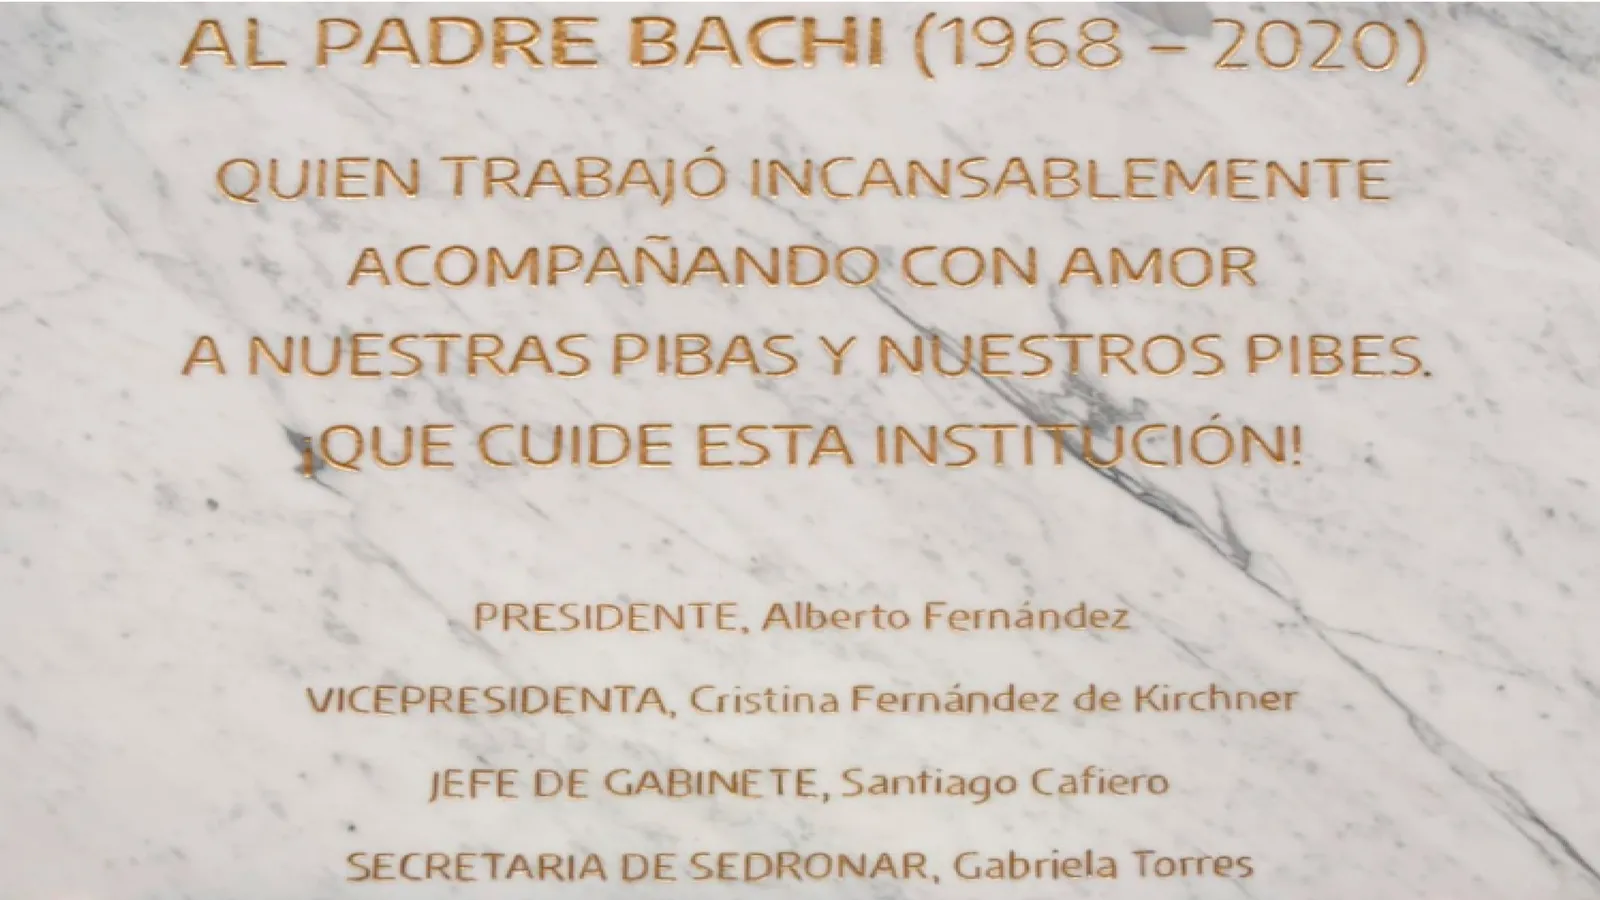 AL PADRE BACHI (1968 – 2020)
QUIEN TRABAJÓ INCANSABLEMENTE
ACOMPAÑANDO CON AMOR
A NUESTRAS PIBAS Y NUESTROS PIBES.
¡QUE CUIDE ESTA INSTITUCIÓN!
PRESIDENTE, Alberto Fernández
VICEPRESIDENTA, Cristina Fernández de Kirchner
JEFE DE GABINETE, Santiago Cafiero
SECRETARIA DE SEDRONAR, Gabriela Torres